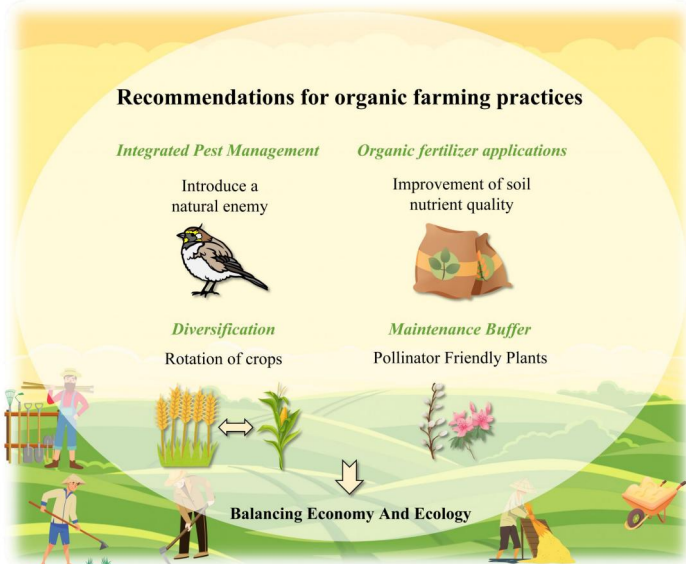 Recommendations for organic farming practices
Integrated Pest Management
Introduce a
natural enemy
Organic fertilizer applications
Improvement of soil
nutrient quality
Diversification
Rotation of crops
Maintenance Buffer
Pollinator Friendly Plants
Balancing Economy And Ecology